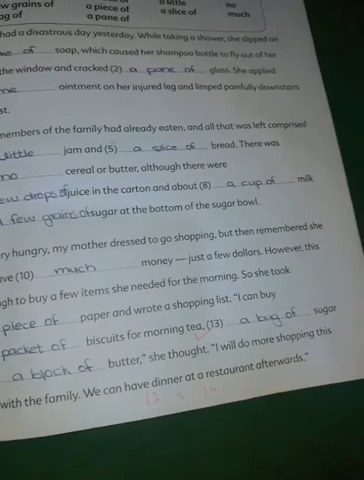 w grains of a piece of a little no
ag of a pane of a slice of much
had a disastrous day yesterday. While taking a shower, she slipped on
of soap, which caused her shampoo bottle to fly out of her
the window and cracked (2) a pane of glass. She applied
me ointment on her injured leg and limped painfully downstairs
st.
members of the family had already eaten, and all that was left comprised
little jam and (5) a slice of bread. There was
no cereal or butter, although there were
ew drops of juice in the carton and about (8) a cup of milk
a few grains of sugar at the bottom of the sugar bowl.
ry hungry, my mother dressed to go shopping, but then remembered she
ve (10) much money — just a few dollars. However, this
gh to buy a few items she needed for the morning. So she took
piece of paper and wrote a shopping list. "I can buy
packet of biscuits for morning tea, (13) a bag of sugar
a block of butter," she thought. "I will do more shopping this
with the family. We can have dinner at a restaurant afterwards."